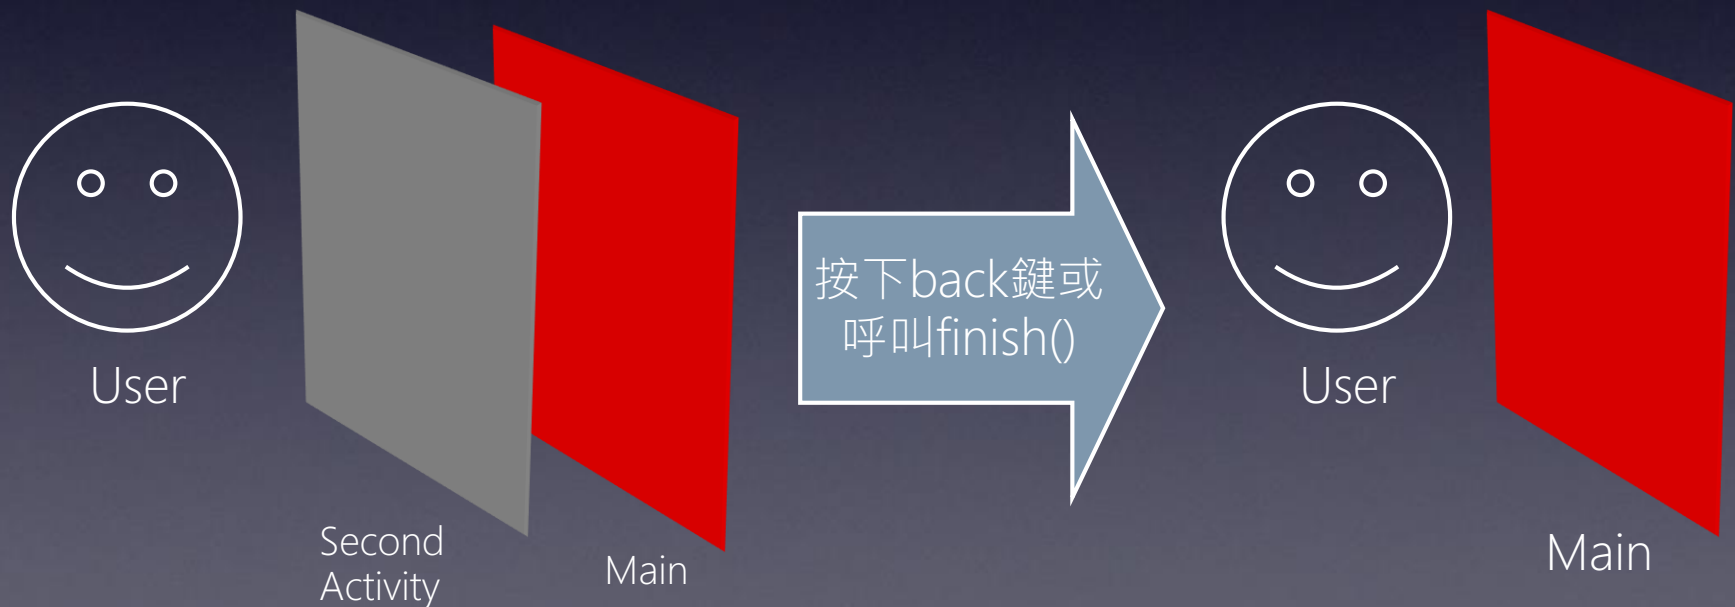 User
Second
Activity
Main
按下back鍵或
呼叫finish()
User
Main